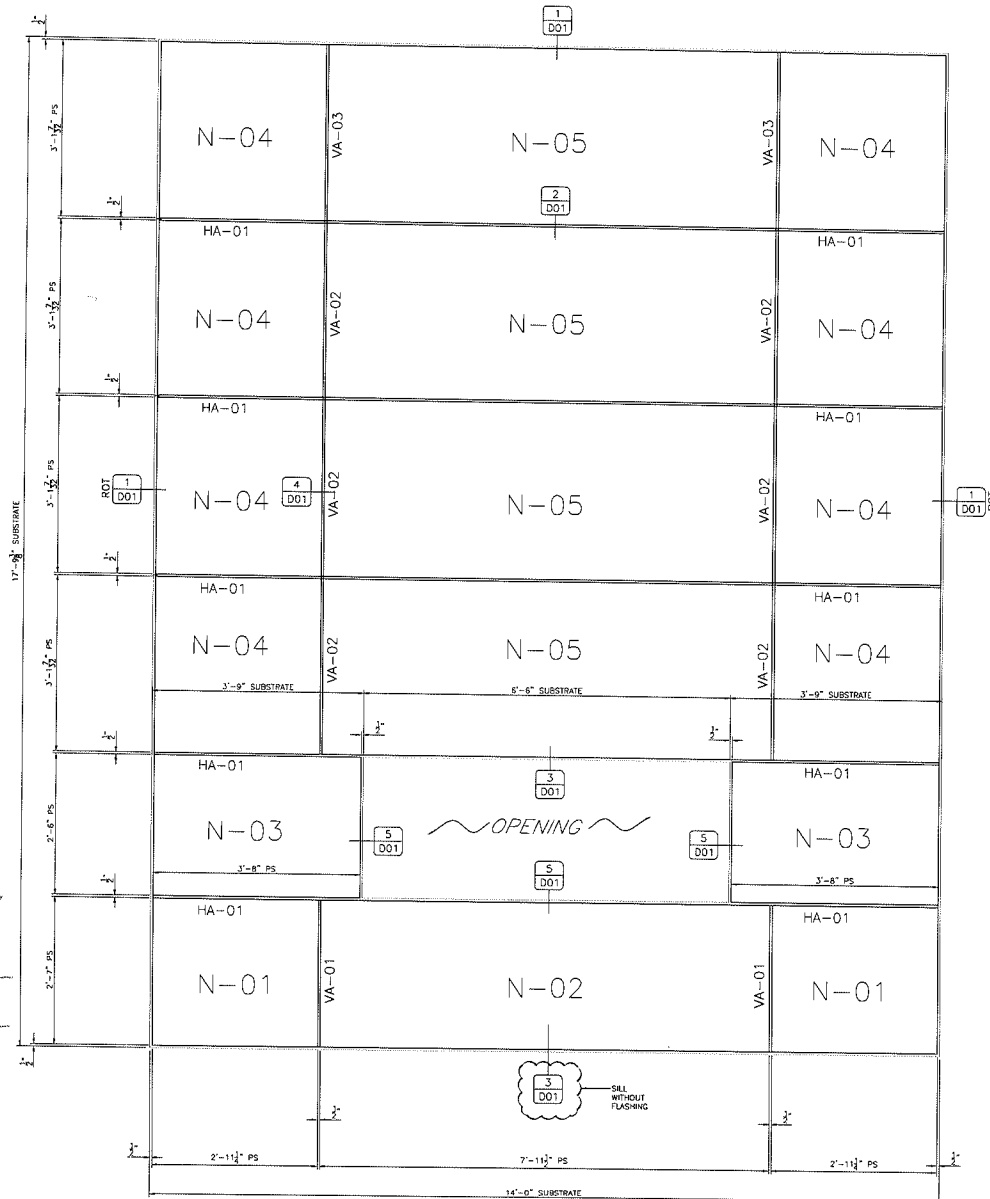 1
D01
1/2"
N-04 VA-03 N-05 VA-03 N-04
3'-1 7/32" PS
2
D01
1/2"
HA-01 HA-01
N-04 VA-02 N-05 VA-02 N-04
3'-1 7/32" PS
1/2"
HA-01 HA-01
ROT 1 D01 N-04 4 D01 VA-02 N-05 VA-02 N-04 1 D01
3'-1 7/32" PS
17'-9 3/8" SUBSTRATE
1/2"
HA-01 HA-01
N-04 VA-02 N-05 VA-02 N-04
3'-1 7/32" PS
3'-9" SUBSTRATE 6'-6" SUBSTRATE 3'-9" SUBSTRATE
1/2" 1/2" 1/2"
HA-01 3 D01 HA-01
N-03 5 D01 OPENING 5 D01 N-03
2'-6" PS
3'-8" PS 5 D01 3'-8" PS
1/2"
HA-01 HA-01
N-01 VA-01 N-02 VA-01 N-01
2'-7" PS
1/2"
3
D01
SILL
WITHOUT
FLASHING
1/2" 1/2"
1/2" 2'-11 1/4" PS 7'-11 1/2" PS 2'-11 1/4" PS 1/2"
14'-0" SUBSTRATE